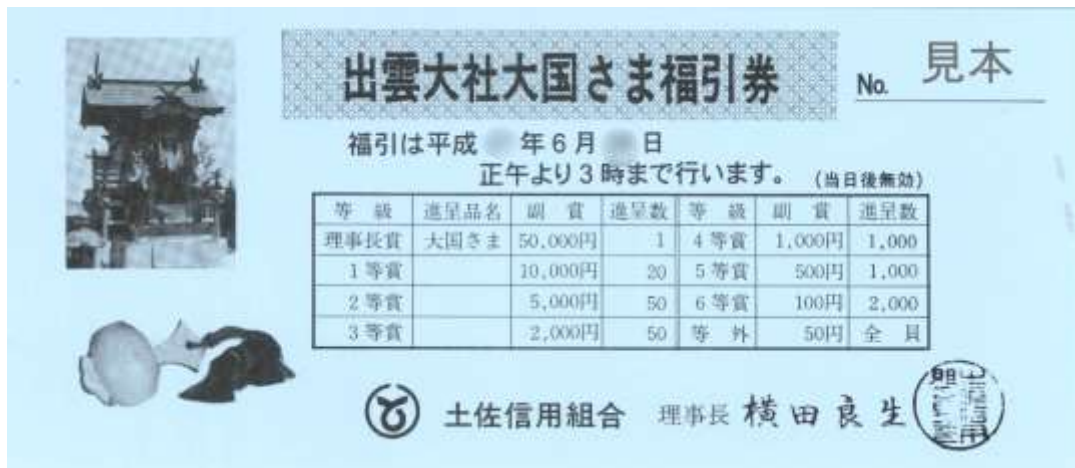 出雲大社大国さま福引券
No. 見本
福引は平成 年6月 日
正午より3時まで行います。 (当日後無効)
等級 進呈品名 副賞 進呈数 等級 副賞 進呈数
理事長賞 大国さま 50,000円 1 4等賞 1,000円 1,000
1等賞 10,000円 20 5等賞 500円 1,000
2等賞 5,000円 50 6等賞 100円 2,000
3等賞 2,000円 50 等外 50円 全員
土佐信用組合 理事長 横田良生